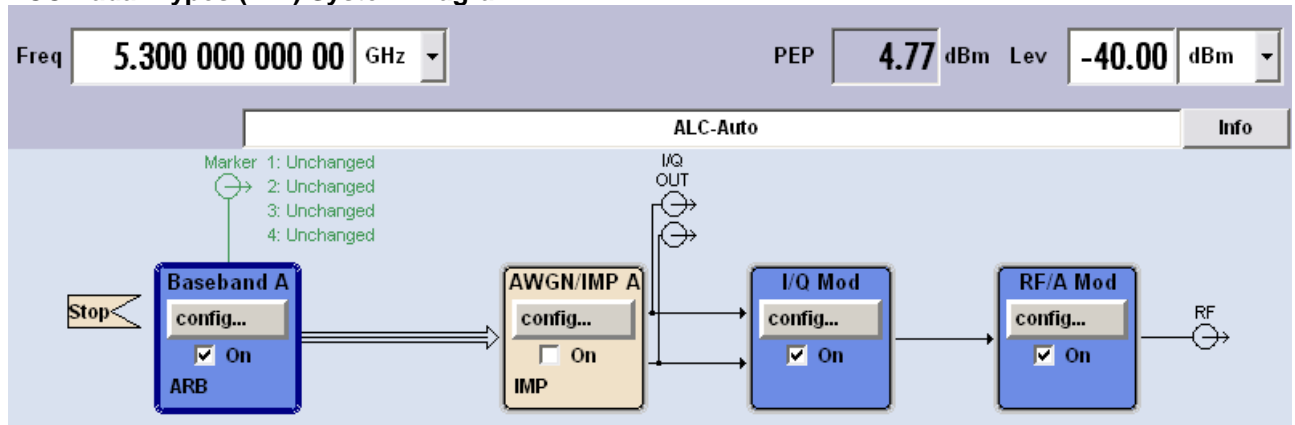 Freq 5.300 000 000 00 GHz PEP 4.77 dBm Lev -40.00 dBm
ALC-Auto Info
Marker 1: Unchanged
2: Unchanged
3: Unchanged
4: Unchanged
I/Q
OUT
Baseband A
config...
On
ARB
Stop
AWGN/IMP A
config...
On
IMP
I/Q Mod
config...
On
RF/A Mod
config...
On
RF